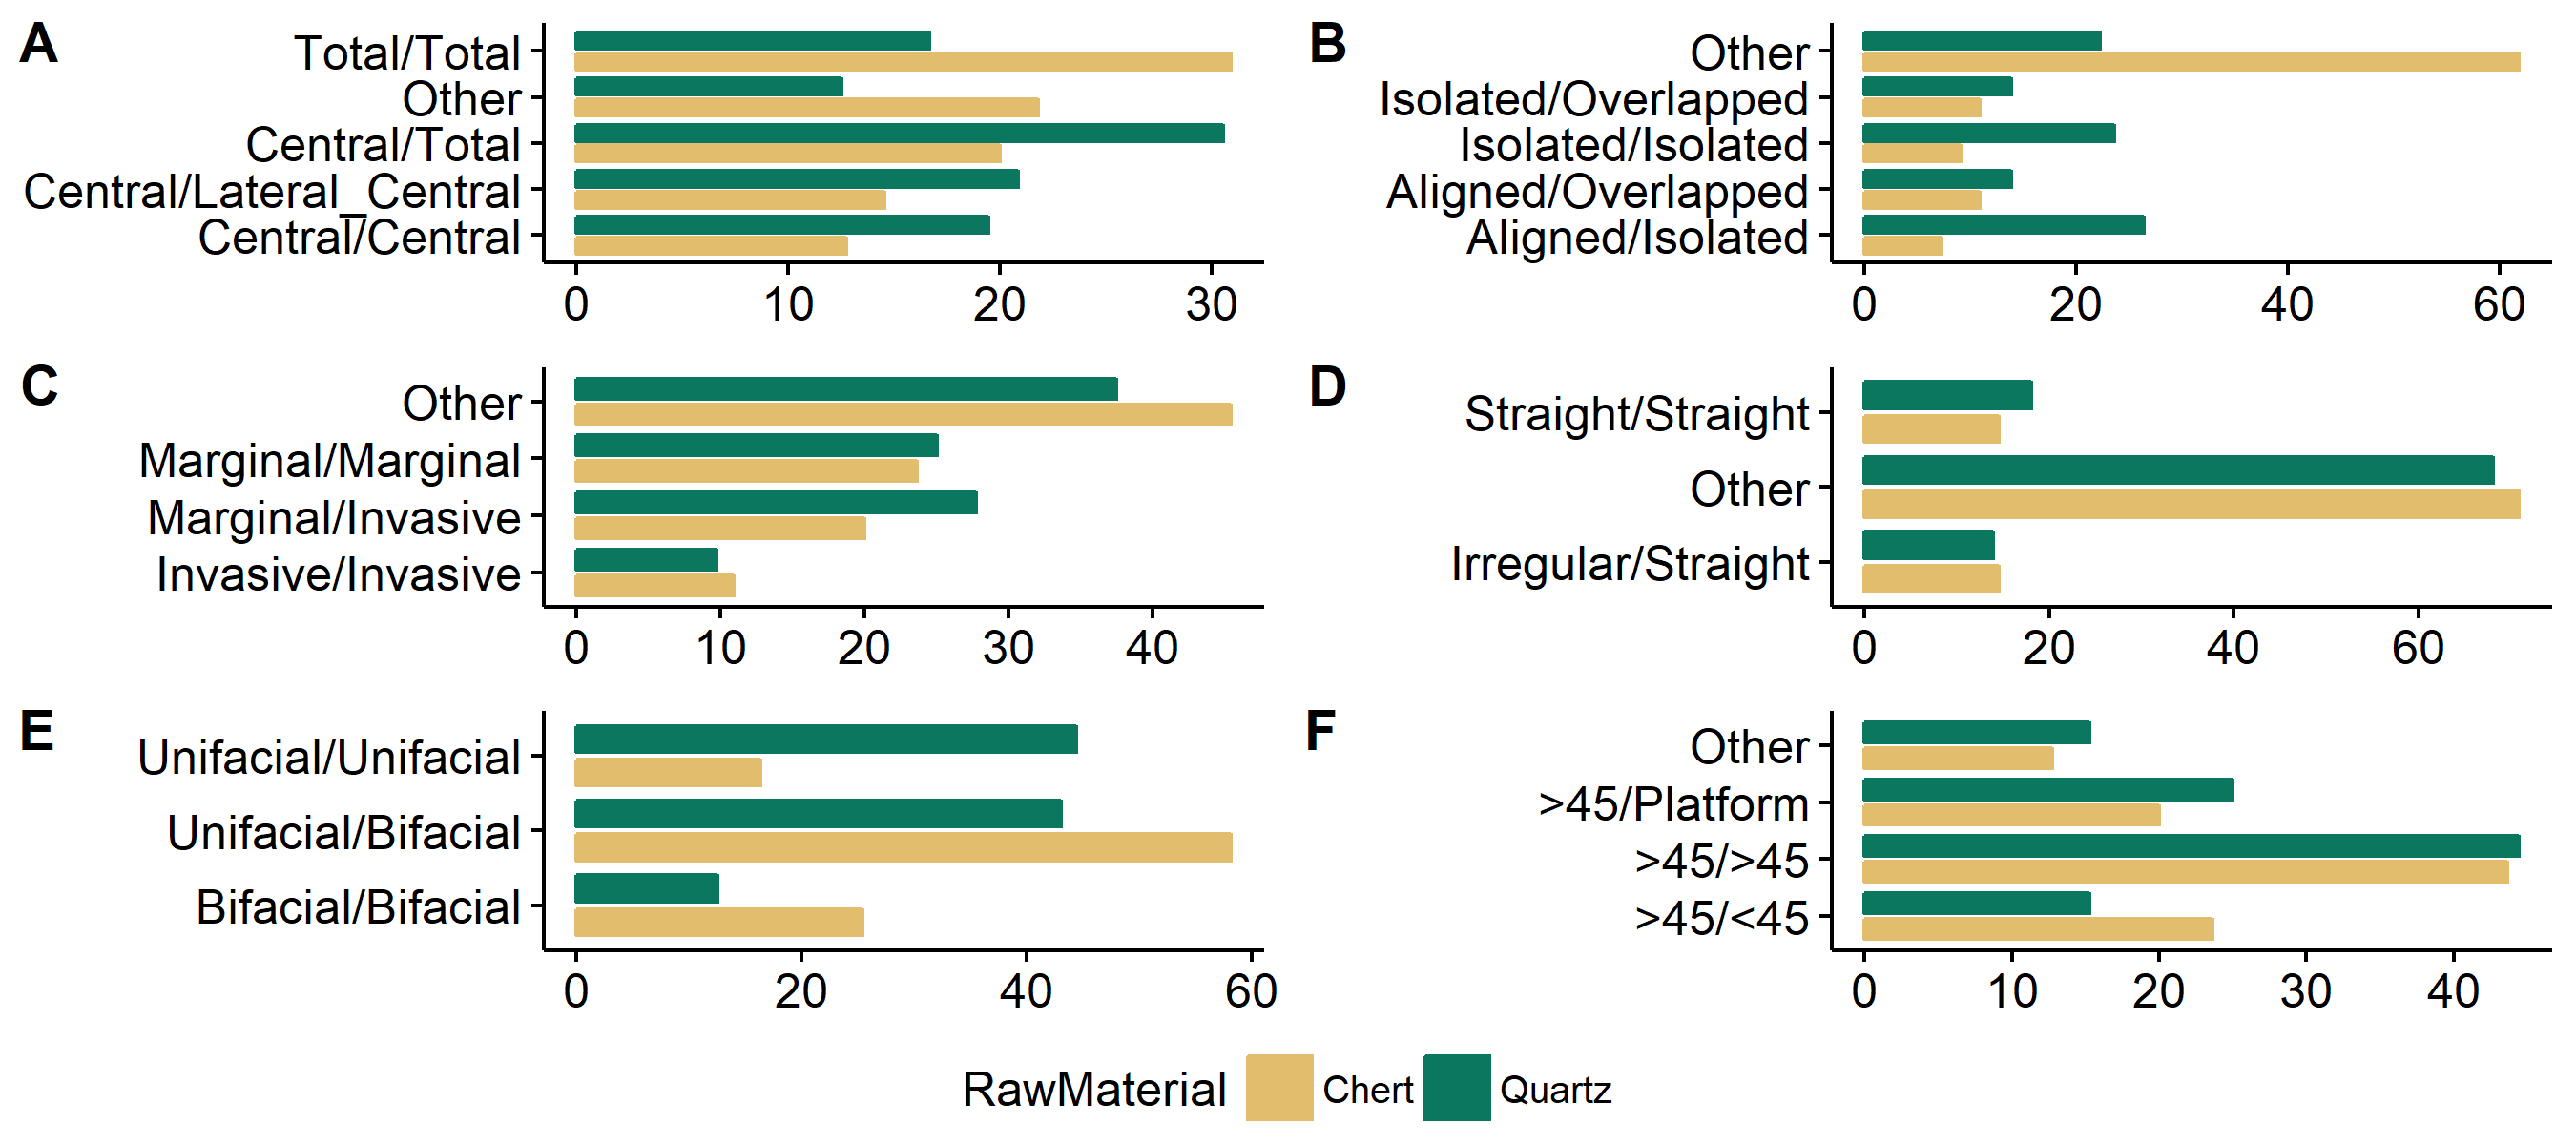 A
Total/Total
Other
Central/Total
Central/Lateral_Central
Central/Central
0 10 20 30
B
Other
Isolated/Overlapped
Isolated/Isolated
Aligned/Overlapped
Aligned/Isolated
0 20 40 60
C
Other
Marginal/Marginal
Marginal/Invasive
Invasive/Invasive
0 10 20 30 40
D
Straight/Straight
Other
Irregular/Straight
0 20 40 60
E
Unifacial/Unifacial
Unifacial/Bifacial
Bifacial/Bifacial
0 20 40 60
F
Other
>45/Platform
>45/>45
>45/<45
0 10 20 30 40
RawMaterial Chert Quartz